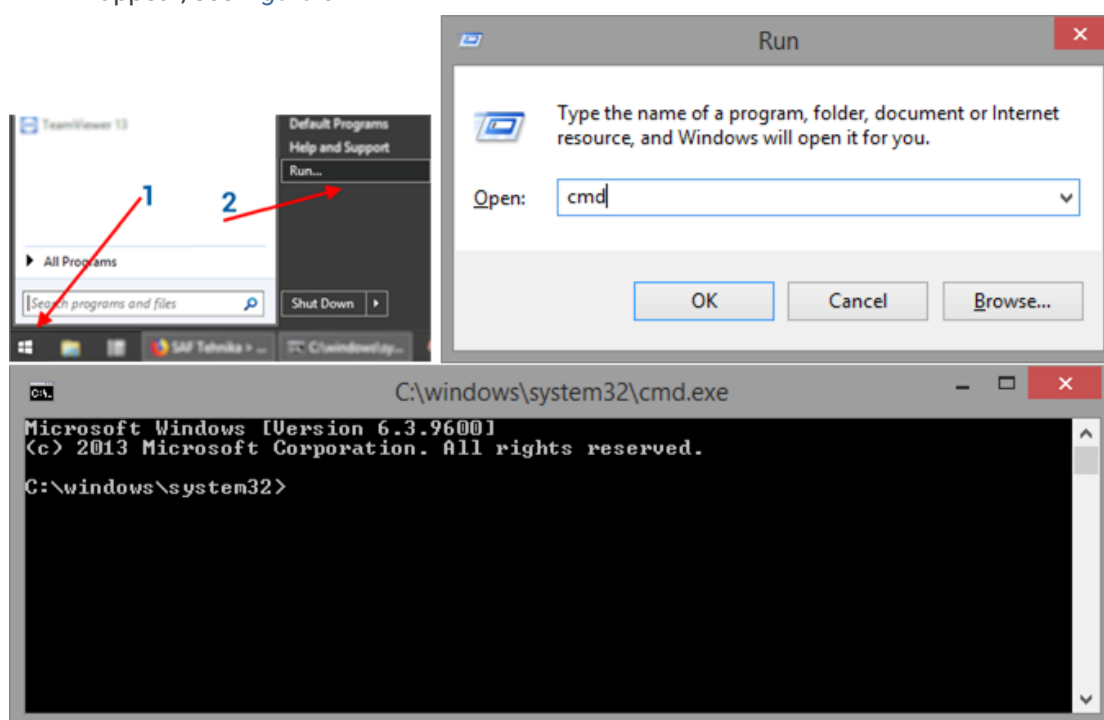 Run
Type the name of a program, folder, document or Internet
resource, and Windows will open it for you.
Open:
cmd
OK
Cancel
Browse...
TeamViewer 13
Default Programs
Help and Support
Run...
1
2
All Programs
Search programs and files
Shut Down
SAF Tehnika > ...
C:\windows\sy...
C:\windows\system32\cmd.exe
Microsoft Windows [Version 6.3.9600]
(c) 2013 Microsoft Corporation. All rights reserved.
C:\windows\system32>